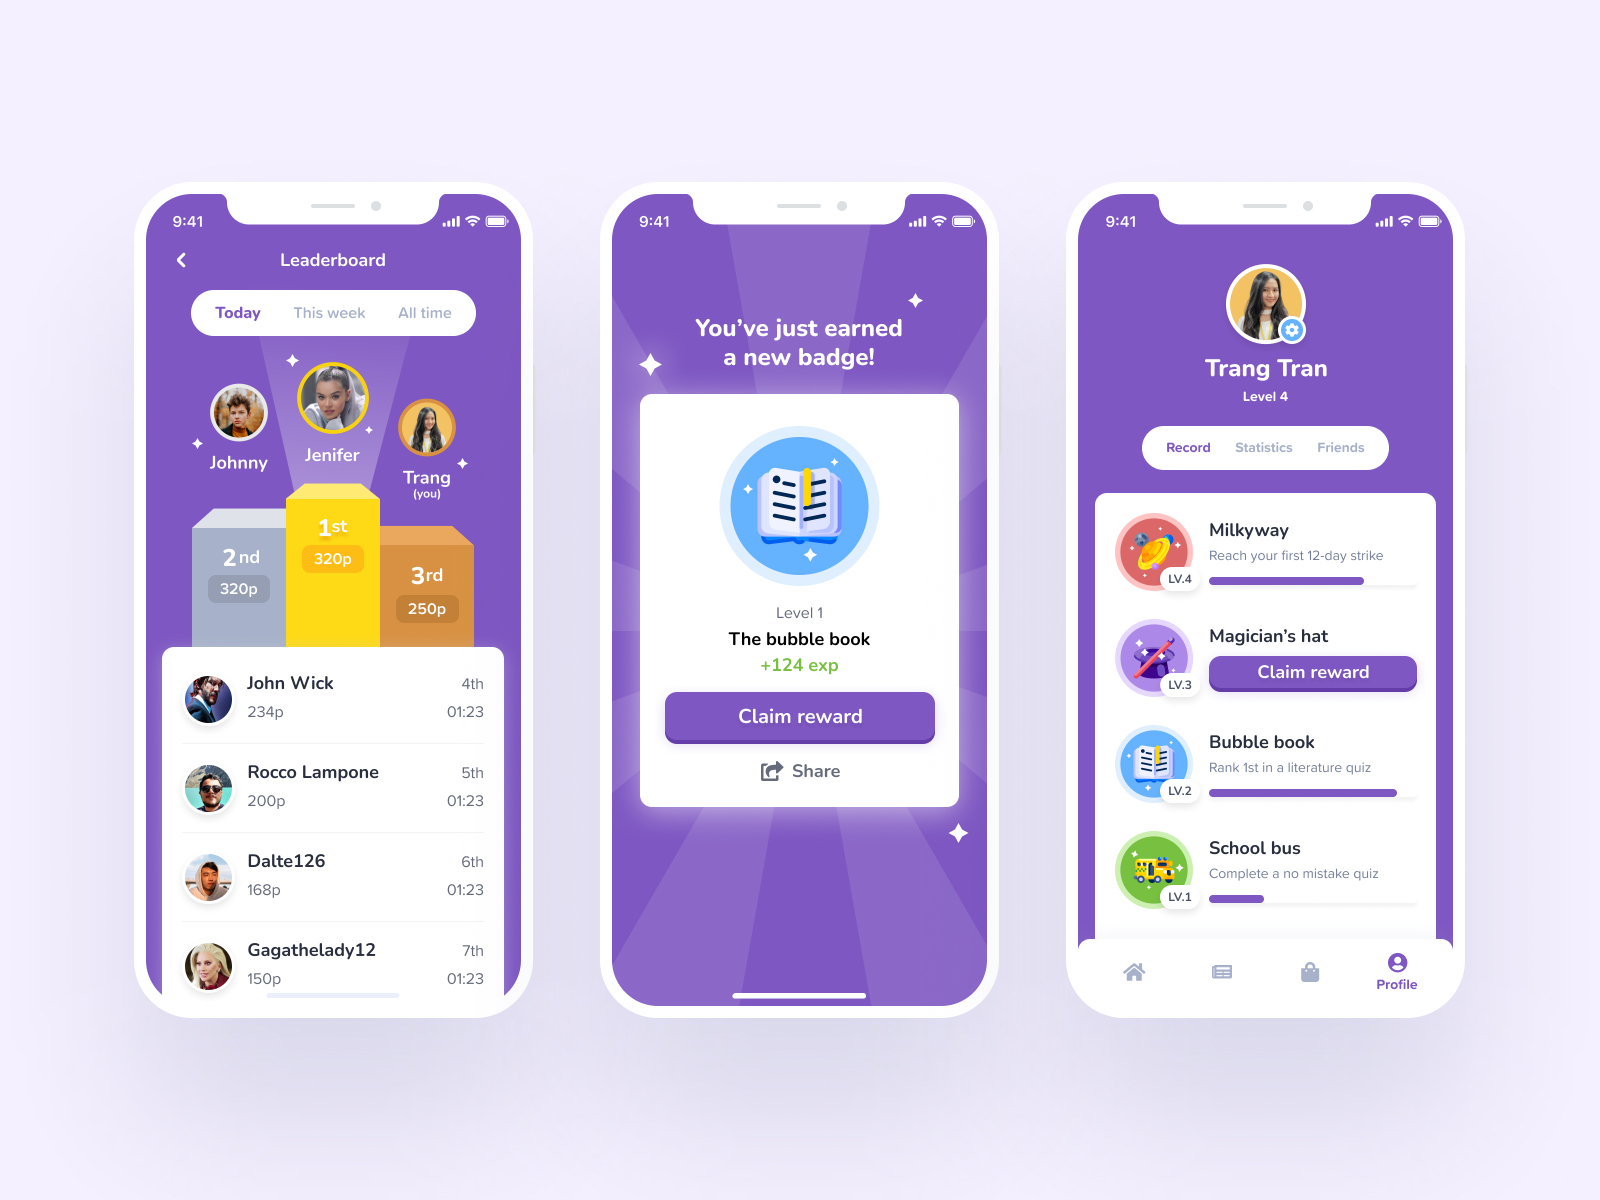 9:41
Leaderboard
Today This week All time
Johnny
Jenifer
Trang
(you)
1st
320p
2nd
320p
3rd
250p
John Wick 4th
234p 01:23
Rocco Lampone 5th
200p 01:23
Dalte126 6th
168p 01:23
Gagathelady12 7th
150p 01:23
9:41
You’ve just earned
a new badge!
Level 1
The bubble book
+124 exp
Claim reward
Share
9:41
Trang Tran
Level 4
Record Statistics Friends
Milkyway
Reach your first 12-day strike
LV.4
Magician’s hat
Claim reward
LV.3
Bubble book
Rank 1st in a literature quiz
LV.2
School bus
Complete a no mistake quiz
LV.1
Profile